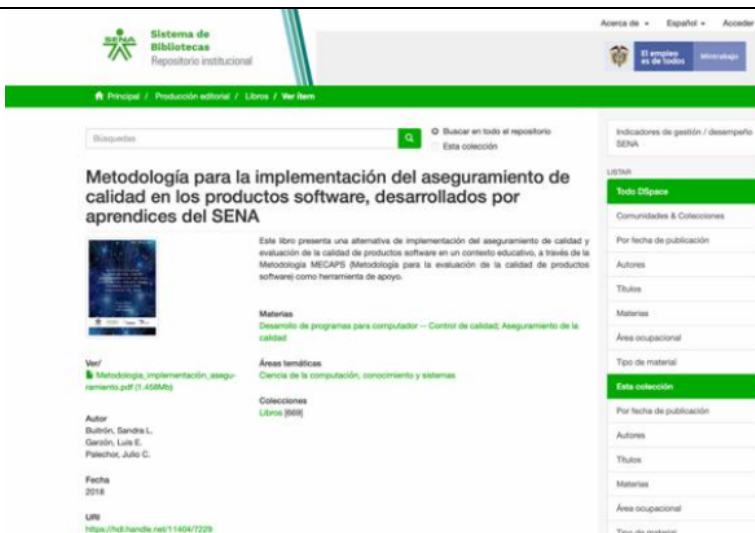 Acerca de
Español
Acceder
SENA
Sistema de
Bibliotecas
Repositorio institucional
El empleo
es de todos
Mintrabajo
Principal / Producción editorial / Libros / Ver ítem
Búsquedas
Buscar en todo el repositorio
Esta colección
Metodología para la implementación del aseguramiento de
calidad en los productos software, desarrollados por
aprendices del SENA
Este libro presenta una alternativa de implementación del aseguramiento de calidad y
evaluación de la calidad de productos software en un contexto educativo, a través de la
Metodología MECAPS (Metodología para la evaluación de la calidad de productos
software) como herramienta de apoyo.
Materias
Desarrollo de programas para computador -- Control de calidad; Aseguramiento de la
calidad
Áreas temáticas
Ciencia de la computación, conocimiento y sistemas
Colecciones
Libros [669]
Ver/
Metodologia_implementación_asegu-
ramiento.pdf (1.458Mb)
Autor
Buitrón, Sandra L.
Garzón, Luis E.
Palechor, Julio C.
Fecha
2018
URI
https://hdl.handle.net/11404/7229
Indicadores de gestión / desempeño
SENA
LISTAR
Todo DSpace
Comunidades & Colecciones
Por fecha de publicación
Autores
Títulos
Materias
Área ocupacional
Tipo de material
Esta colección
Por fecha de publicación
Autores
Títulos
Materias
Área ocupacional
Tipo de material